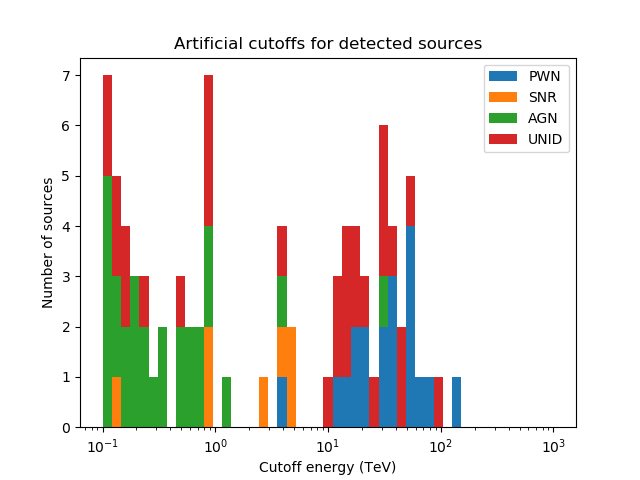 Artificial cutoffs for detected sources
PWN
SNR
AGN
UNID
7
6
5
4
3
2
1
0
Number of sources
10⁻¹
10⁰
10¹
10²
10³
Cutoff energy (TeV)